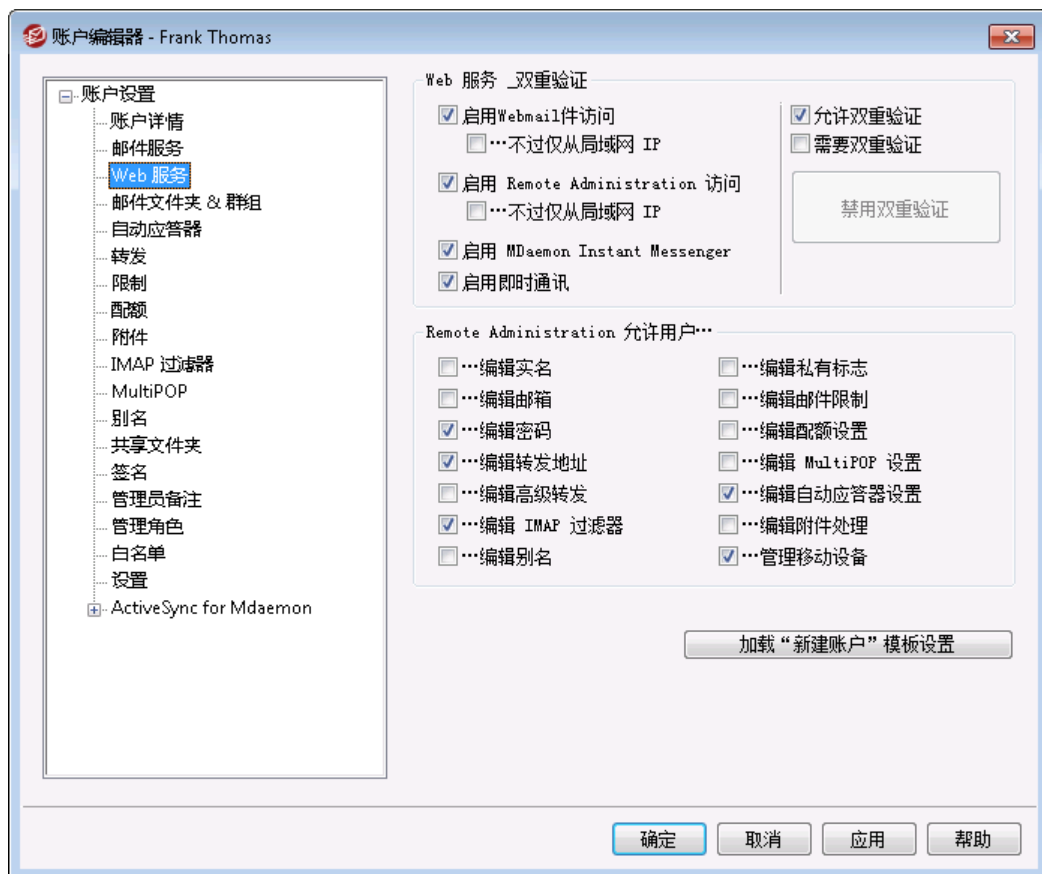 账户编辑器 - Frank Thomas
账户设置
账户详情
邮件服务
Web 服务
邮件文件夹 & 群组
自动应答器
转发
限制
配额
附件
IMAP 过滤器
MultiPOP
别名
共享文件夹
签名
管理员备注
管理角色
白名单
设置
ActiveSync for Mdaemon
Web 服务 _双重验证
启用Webmail件访问
…不过仅从局域网 IP
启用 Remote Administration 访问
…不过仅从局域网 IP
启用 MDaemon Instant Messenger
启用即时通讯
允许双重验证
需要双重验证
禁用双重验证
Remote Administration 允许用户…
…编辑实名
…编辑邮箱
…编辑密码
…编辑转发地址
…编辑高级转发
…编辑 IMAP 过滤器
…编辑别名
…编辑私有标志
…编辑邮件限制
…编辑配额设置
…编辑 MultiPOP 设置
…编辑自动应答器设置
…编辑附件处理
…管理移动设备
加载“新建账户”模板设置
确定
取消
应用
帮助